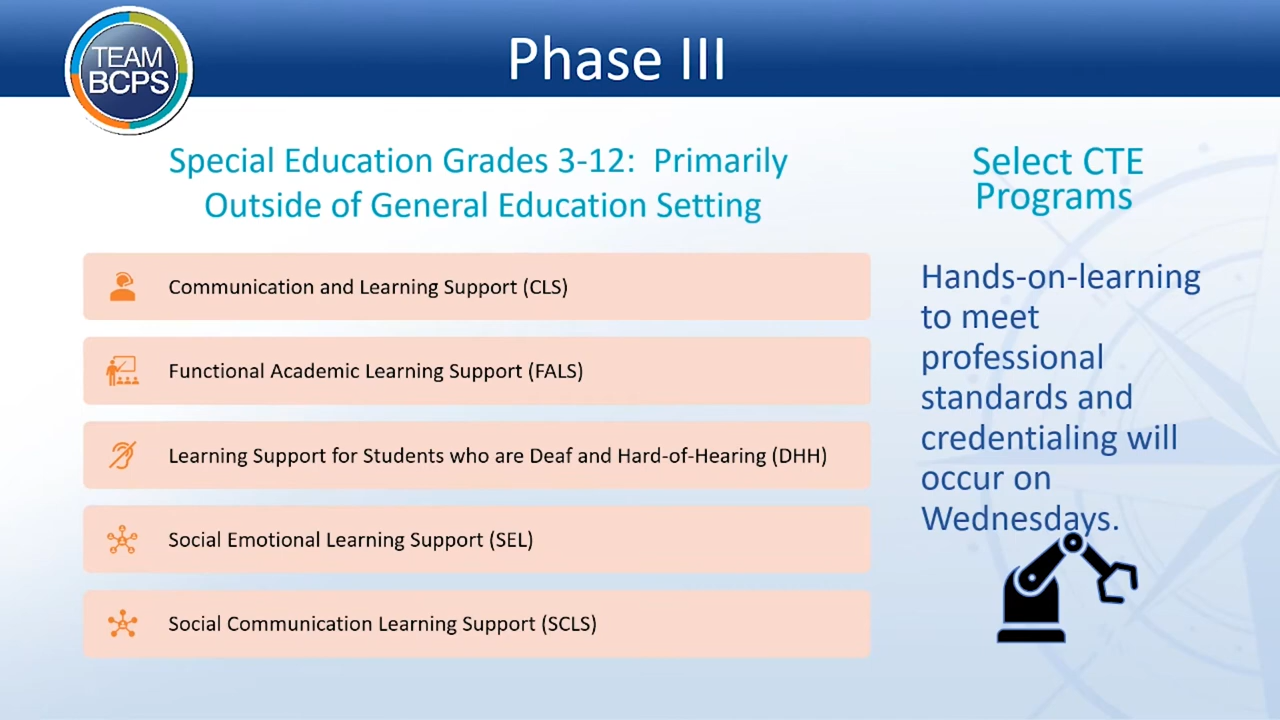 TEAM
BCPS
Phase III
Special Education Grades 3-12:  Primarily
Outside of General Education Setting
Communication and Learning Support (CLS)
Functional Academic Learning Support (FALS)
Learning Support for Students who are Deaf and Hard-of-Hearing (DHH)
Social Emotional Learning Support (SEL)
Social Communication Learning Support (SCLS)
Select CTE
Programs
Hands-on-learning
to meet
professional
standards and
credentialing will
occur on
Wednesdays.